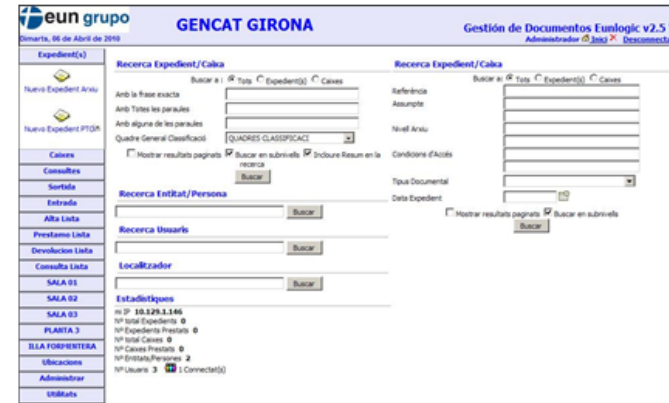 eun grupo
GENCAT GIRONA
Gestión de Documentos Eunlogic v2.5
Dimarts, 06 de Abril de 2010
Administrador Inici Desconnecta
Expedient(s)
Nuevo Expedient Arxiu
Nuevo Expedient
Caixes
Consultes
Sortida
Entrada
Alta Lista
Prestamo Lista
Devolucion Lista
Consulta Lista
SALA 01
SALA 02
SALA 03
PLANTA 3
ILLA FORMENTERA
Ubicacions
Administrar
Utilitats
Recerca Expedient/Caixa
Buscar a : Tots Expedient(s) Caixes
Amb la frase exacta
Amb Totes les paraules
Amb alguna de les paraules
Quadre General Classificació QUADRES CLASSIFICACI
Mostrar resultats paginats Buscar en subnivells Incloure Resum en la
recerca
Buscar
Recerca Entitat/Persona
Buscar
Recerca Usuaris
Buscar
Localitzador
Buscar
Estadístiques
mi IP 10.129.1.146
Nº total Expedients 0
Nº Expedients Prestats 0
Nº total Caixes 0
Nº Caixes Prestats 0
Nº Entitats/Persones 2
Nº Usuaris 3 1 Connectat(s)
Recerca Expedient/Caixa
Buscar a: Tots Expedient(s) Caixes
Referència
Assumpte
Nivell Arxiu
Condicions d'Accés
Tipus Documental
Data Expedient
Mostrar resultats paginats Buscar en subnivells
Buscar